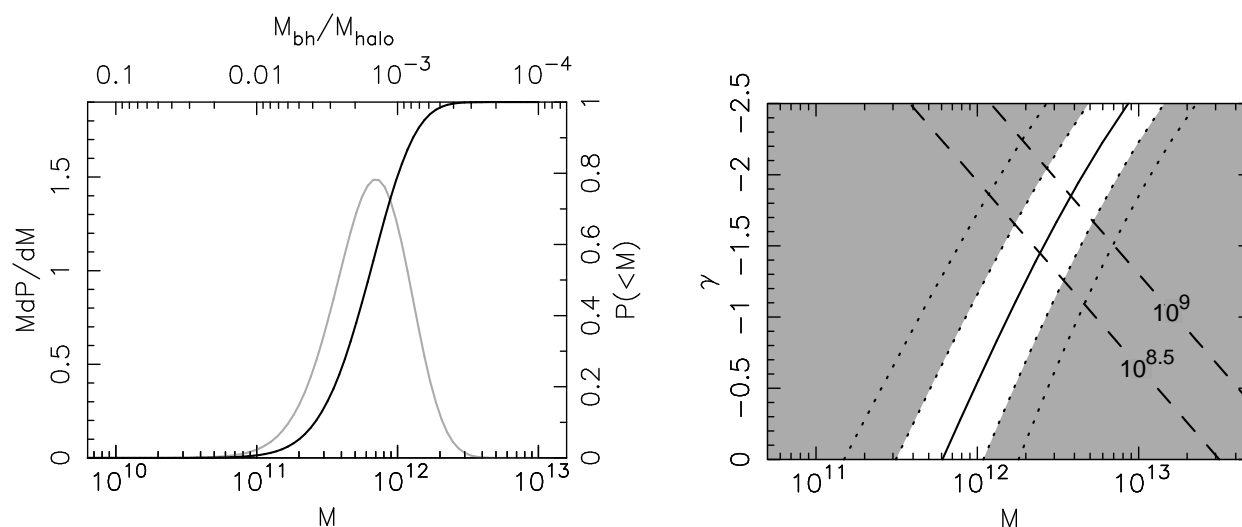 M_bh/M_halo
0.1 0.01 10^-3 10^-4
MdP/dM
0 0.5 1 1.5
P(<M)
0 0.2 0.4 0.6 0.8 1
10^10 10^11 10^12 10^13
M
γ
0 -0.5 -1 -1.5 -2 -2.5
10^9
10^8.5
10^11 10^12 10^13
M